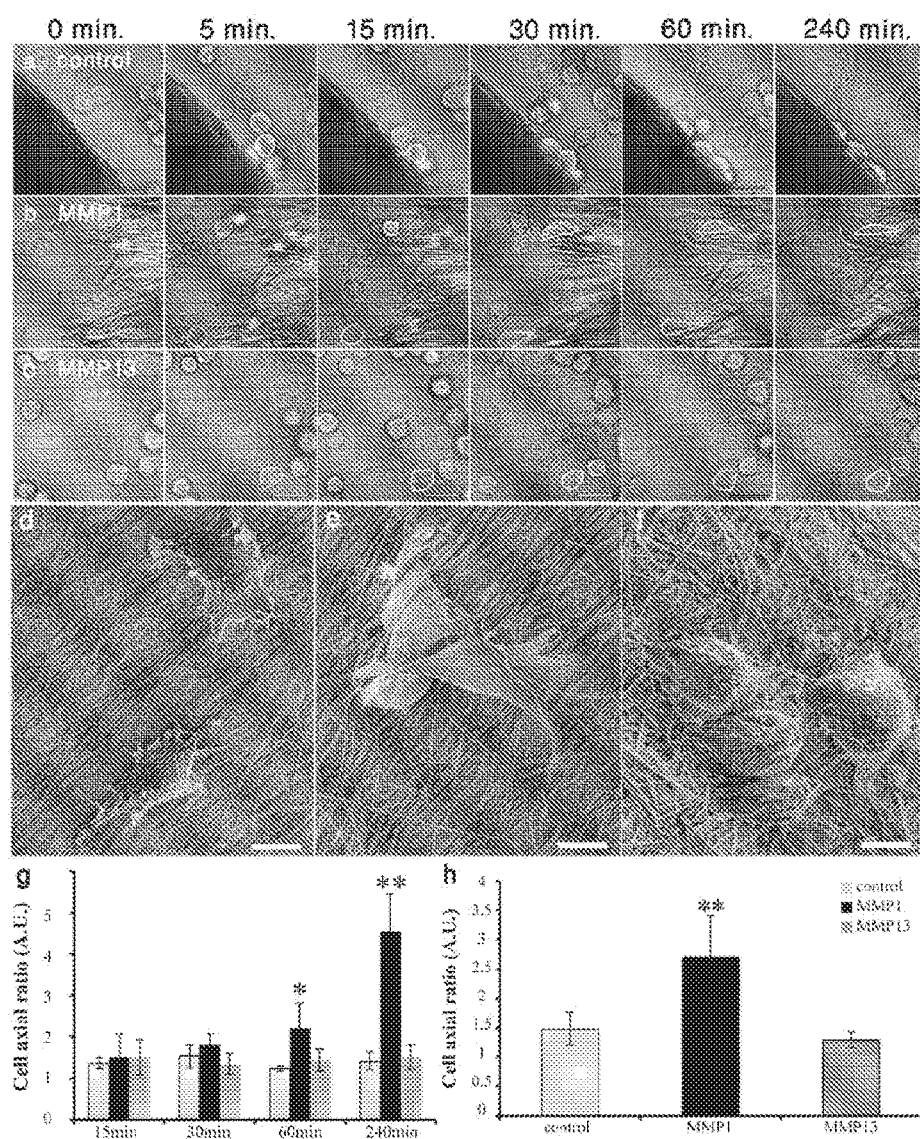 0 min. 5 min. 15 min. 30 min. 60 min. 240 min.
a control
b MMP1
c MMP13
d e f
g
Cell axial ratio (A.U.)
6
5
4
3
2
1
0
* **
15min 30min 60min 240min
h
Cell axial ratio (A.U.)
4
3.5
3
2.5
2
1.5
1
0.5
0
**
control
MMP1
MMP13
control MMP1 MMP13